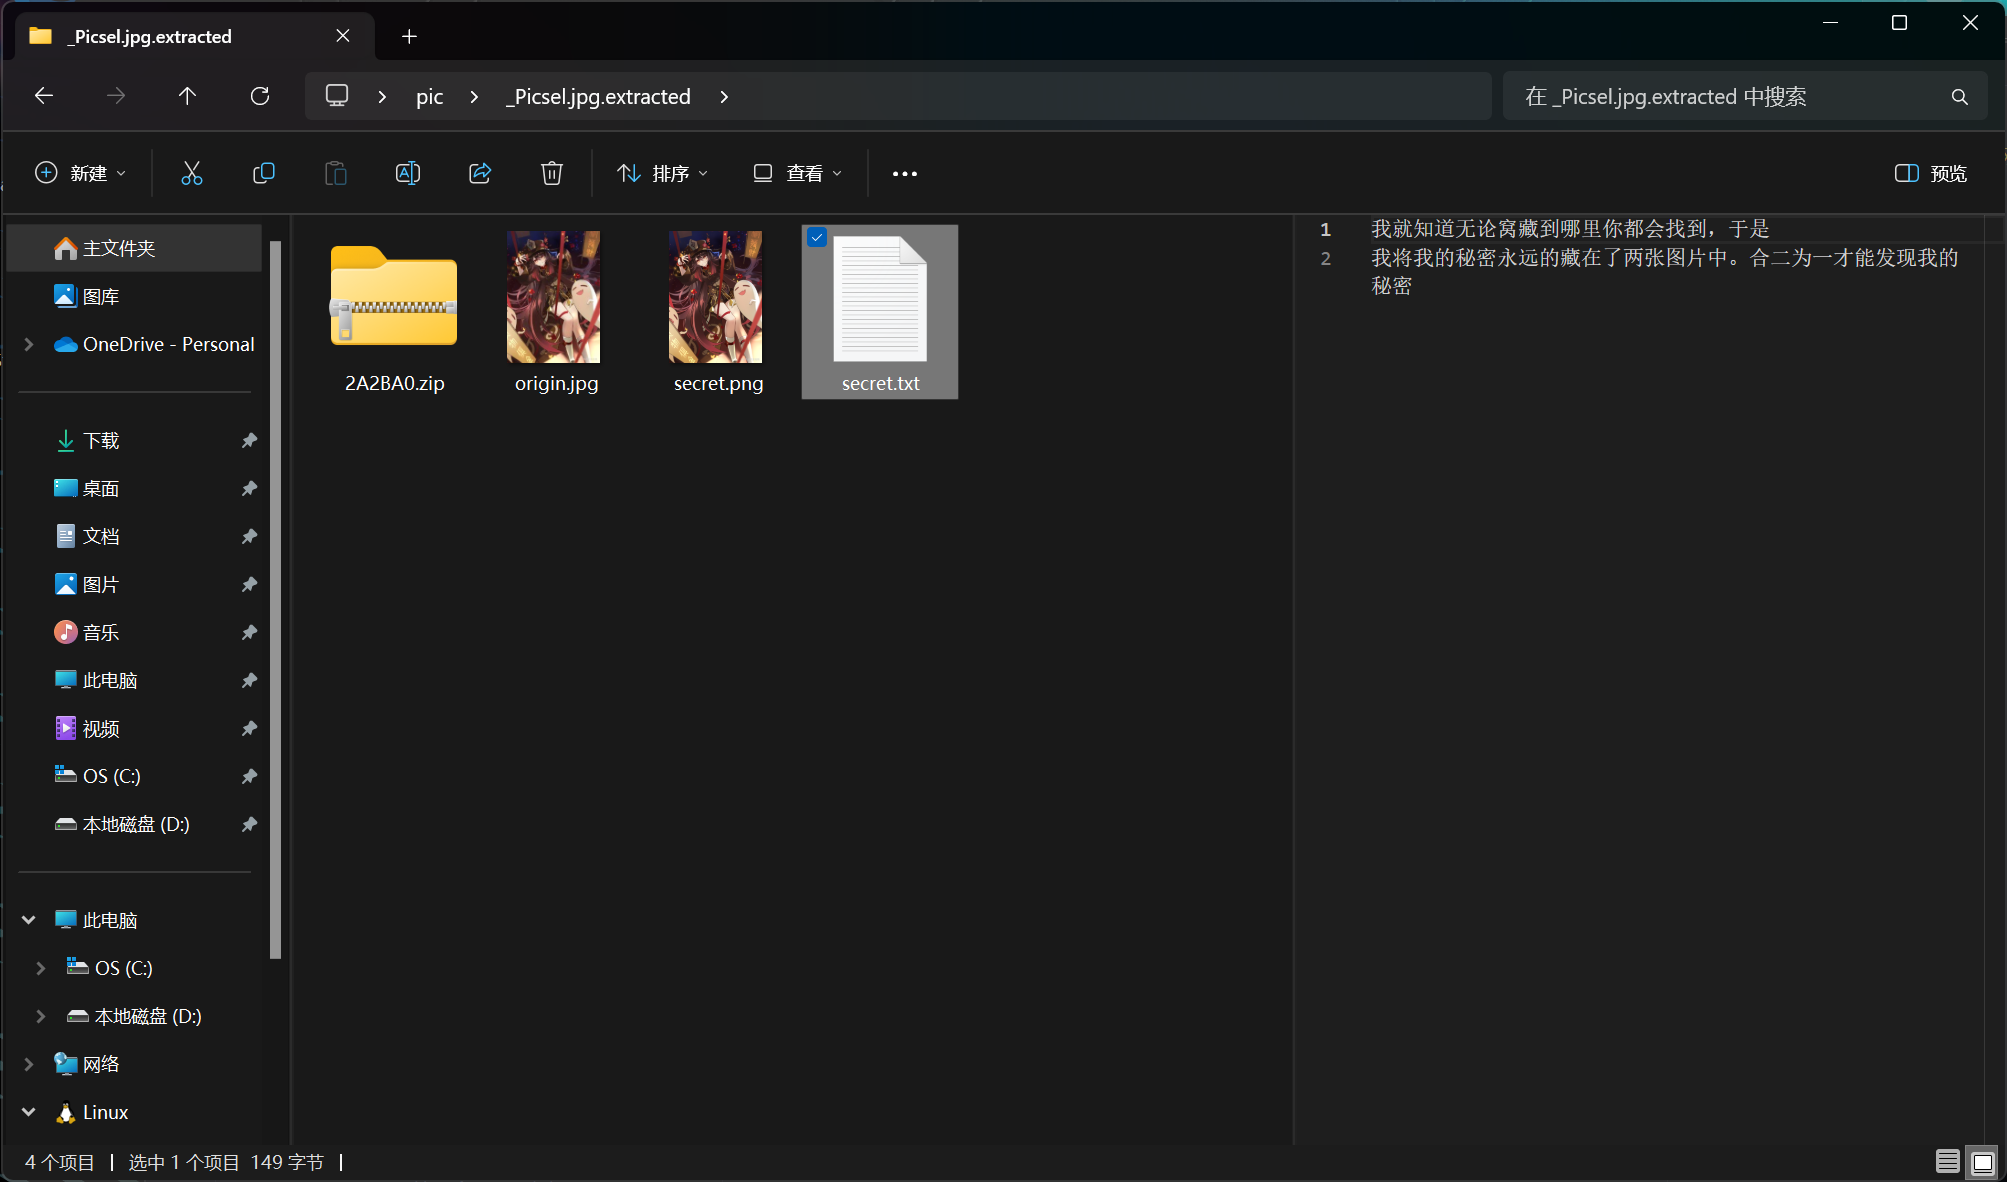 _Picsel.jpg.extracted
pic
_Picsel.jpg.extracted
在 _Picsel.jpg.extracted 中搜索
新建
排序
查看
预览
主文件夹
图库
OneDrive - Personal
下载
桌面
文档
图片
音乐
此电脑
视频
OS (C:)
本地磁盘 (D:)
此电脑
OS (C:)
本地磁盘 (D:)
网络
Linux
2A2BA0.zip
origin.jpg
secret.png
secret.txt
1 我就知道无论窝藏到哪里你都会找到，于是
2 我将我的秘密永远的藏在了两张图片中。合二为一才能发现我的
秘密
4 个项目
选中 1 个项目 149 字节